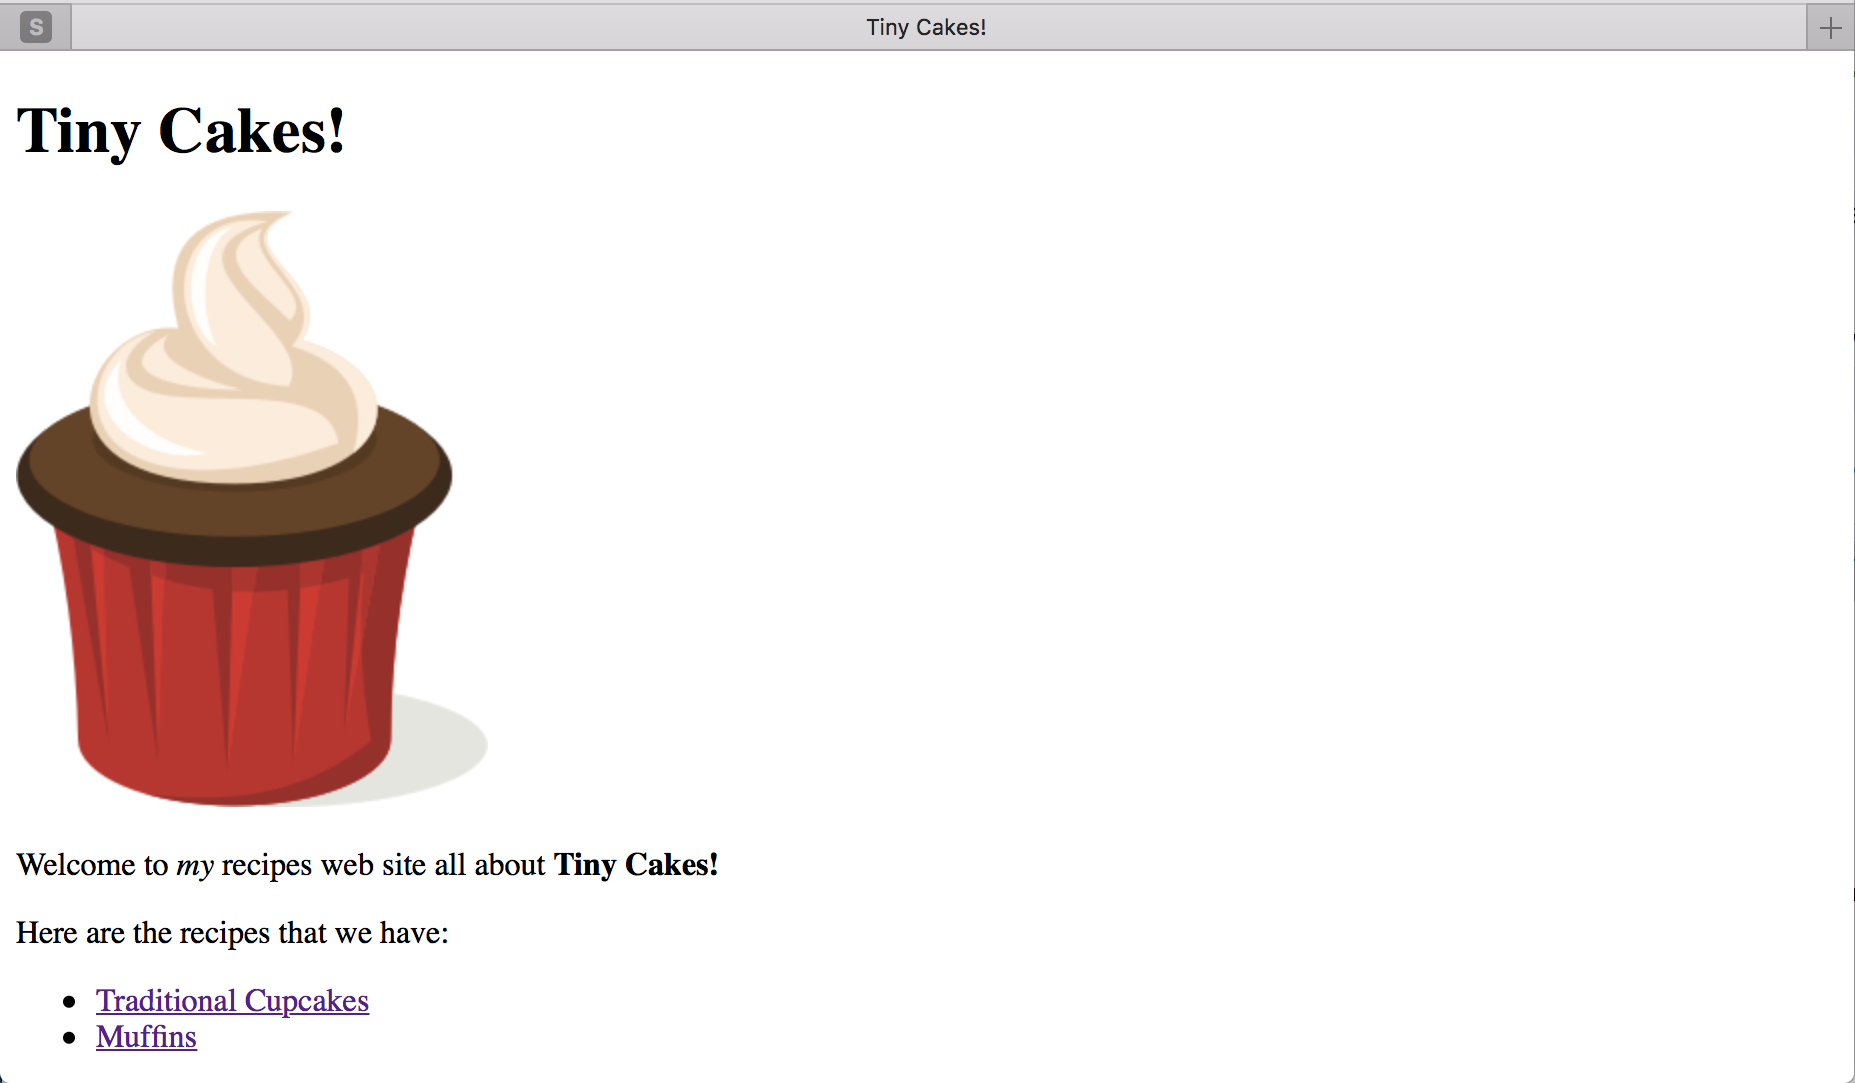 S
Tiny Cakes!
Tiny Cakes!
Welcome to my recipes web site all about Tiny Cakes!
Here are the recipes that we have:
Traditional Cupcakes
Muffins